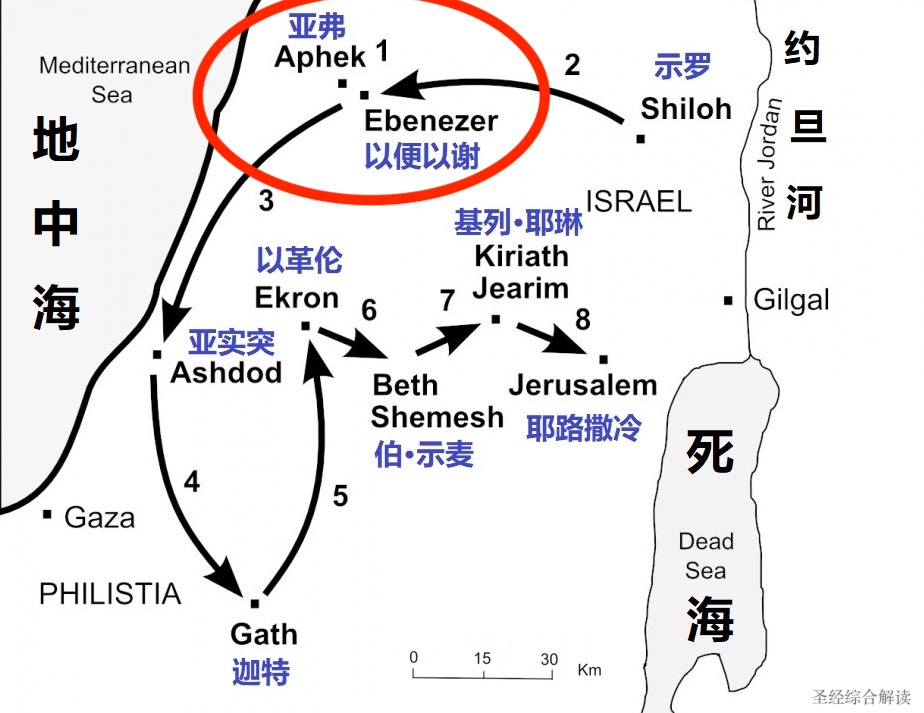 亚弗
Aphek 1
Mediterranean
Sea
地
中
海
2
示罗
Shiloh
约
旦
河
River Jordan
Ebenezer
以便以谢
3
ISRAEL
基列·耶琳
Kiriath
Jearim
以革伦
Ekron
6
7
8
Gilgal
亚实突
Ashdod
Beth
Shemesh
伯·示麦
Jerusalem
耶路撒冷
4
5
Gaza
死
Dead
Sea
海
PHILISTIA
Gath
迦特
0 15 30 Km
圣经综合解读